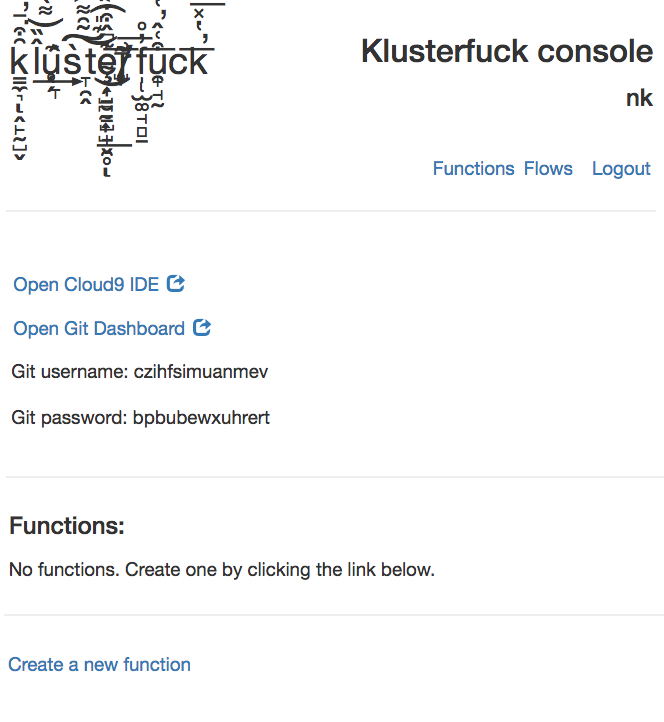 klusterfuck
Klusterfuck console
nk
Functions Flows Logout
Open Cloud9 IDE
Open Git Dashboard
Git username: czihfsimuanmev
Git password: bpbubewxuhrert
Functions:
No functions. Create one by clicking the link below.
Create a new function